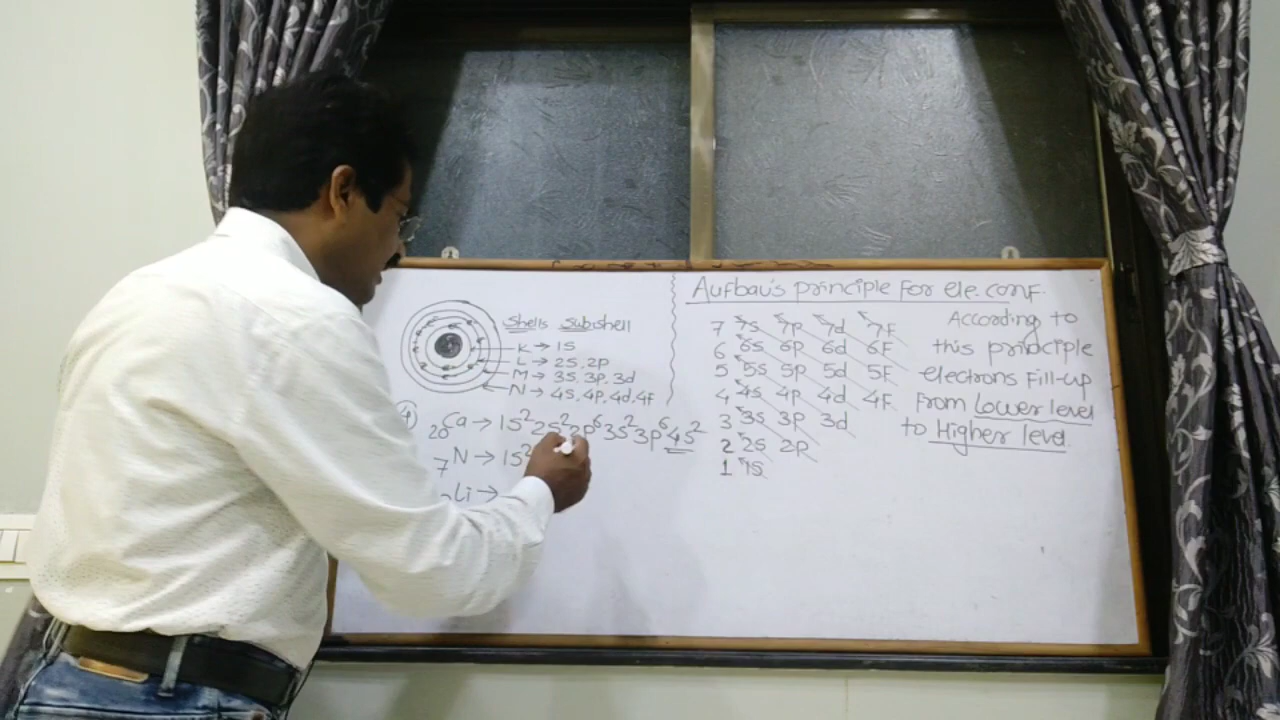 Shells Subshell
K → 1S
L → 2S, 2P
M → 3S, 3P, 3d
N → 4S, 4P, 4d, 4F
4)
₂₀Ca → 1S² 2S² 2P⁶ 3S² 3P⁶ 4S²
₇N → 1S²
Li →
Aufbau's principle For ele. conf.
7 7S 7P 7d 7F
6 6S 6P 6d 6F
5 5S 5P 5d 5F
4 4S 4P 4d 4F
3 3S 3P 3d
2 2S 2P
1 1S
According to
this principle
electrons Fill-up
From Lower level
to Higher level.